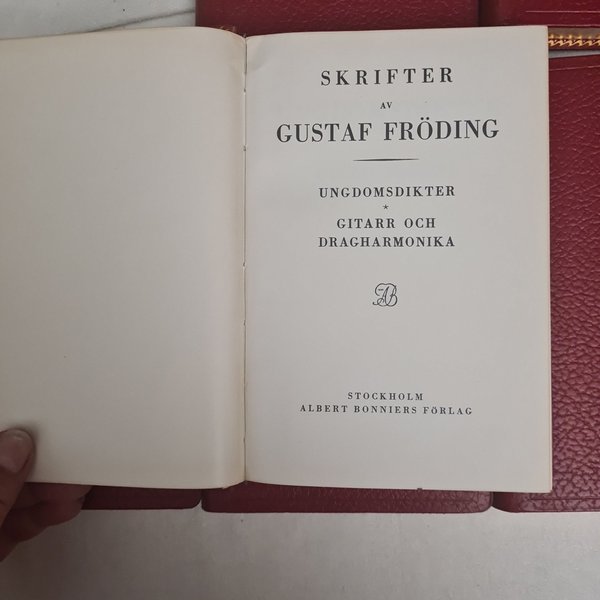 SKRIFTER
AV
GUSTAF FRÖDING
UNGDOMSDIKTER
*
GITARR OCH
DRAGHARMONIKA
AB
STOCKHOLM
ALBERT BONNIERS FÖRLAG